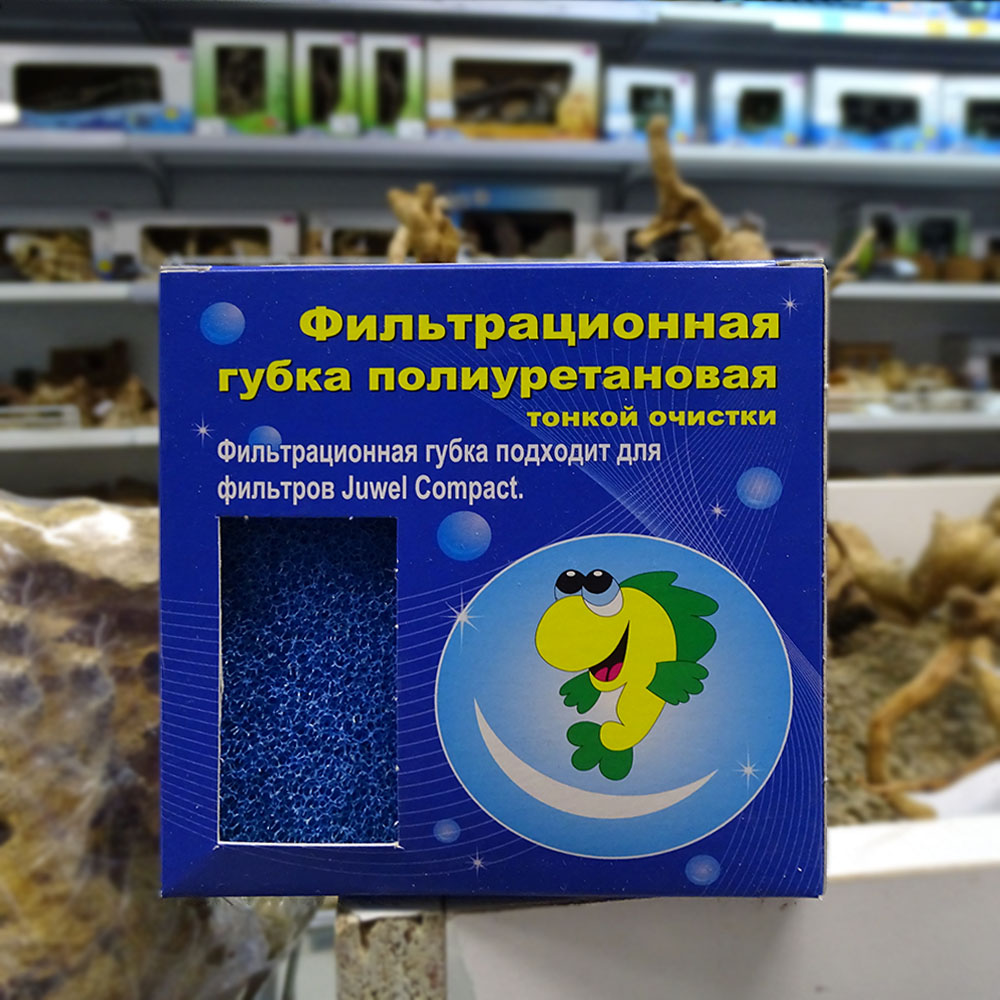 Фильтрационная
губка полиуретановая
тонкой очистки
Фильтрационная губка подходит для
фильтров Juwel Compact.